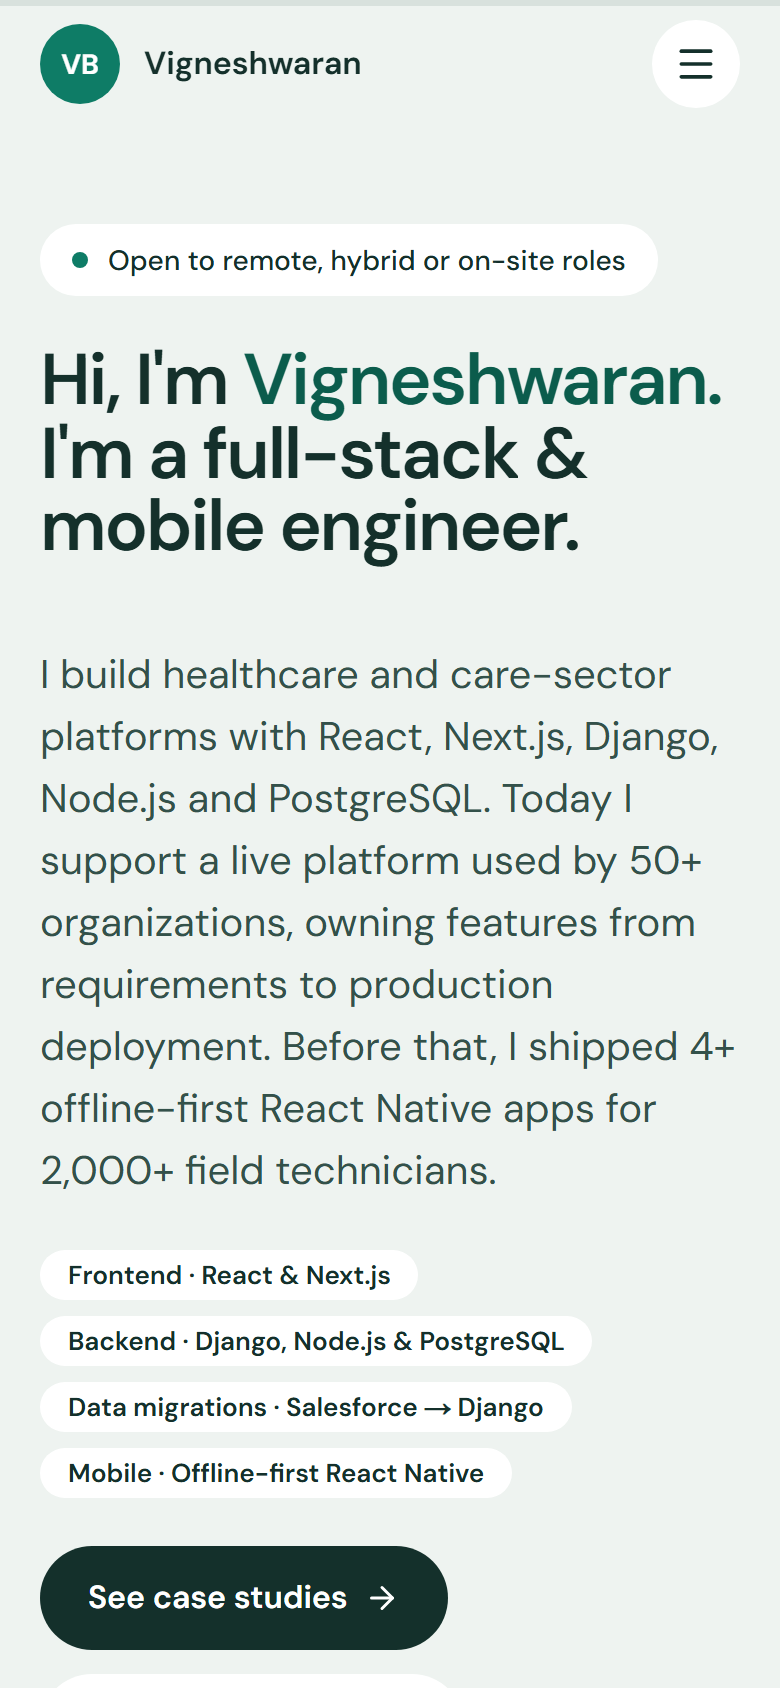 VB
Vigneshwaran
Open to remote, hybrid or on-site roles
Hi, I'm Vigneshwaran.
I'm a full-stack &
mobile engineer.
I build healthcare and care-sector
platforms with React, Next.js, Django,
Node.js and PostgreSQL. Today I
support a live platform used by 50+
organizations, owning features from
requirements to production
deployment. Before that, I shipped 4+
offline-first React Native apps for
2,000+ field technicians.
Frontend · React & Next.js
Backend · Django, Node.js & PostgreSQL
Data migrations · Salesforce → Django
Mobile · Offline-first React Native
See case studies →